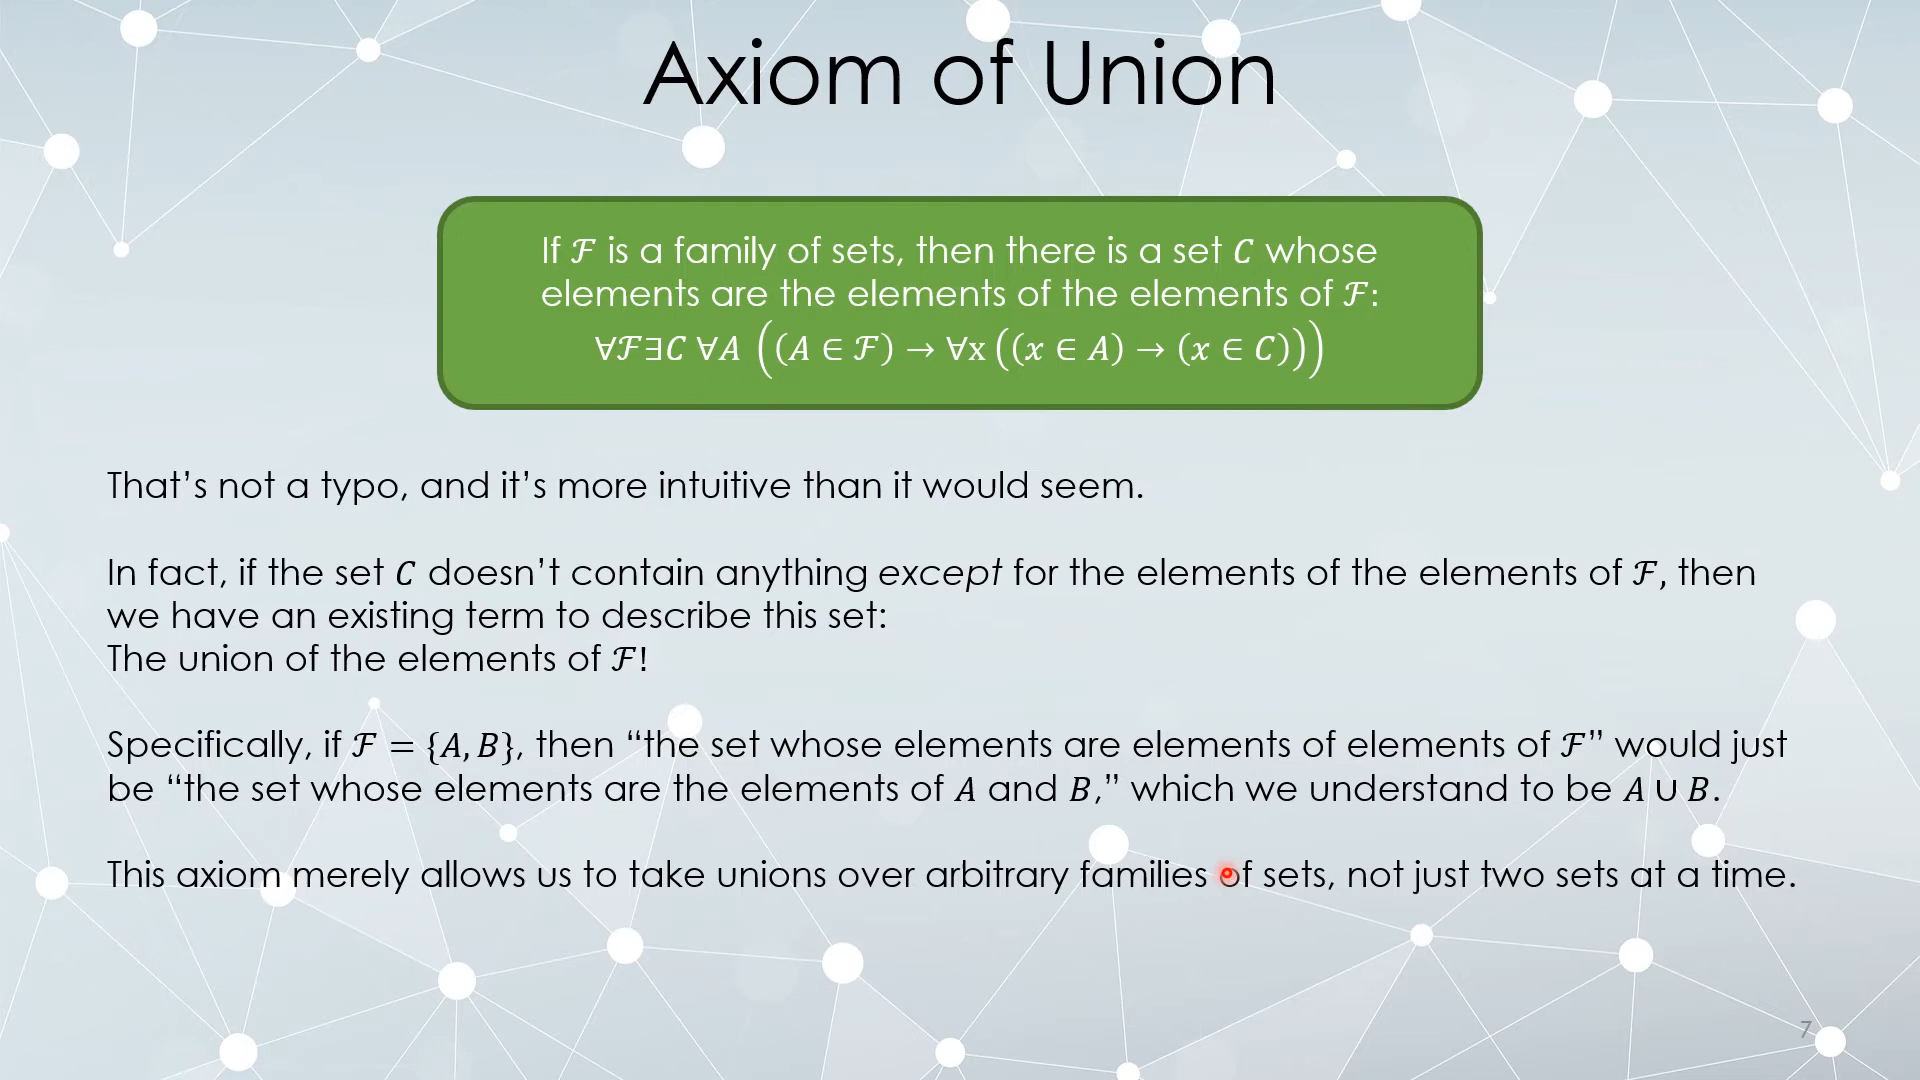 Axiom of Union
If ℱ is a family of sets, then there is a set 𝐶 whose
elements are the elements of the elements of ℱ:
∀ℱ∃𝐶 ∀𝐴 ((𝐴 ∈ ℱ) → ∀x((𝑥 ∈ 𝐴) → (𝑥 ∈ 𝐶)))
That’s not a typo, and it’s more intuitive than it would seem.
In fact, if the set 𝐶 doesn’t contain anything except for the elements of the elements of ℱ, then
we have an existing term to describe this set:
The union of the elements of ℱ!
Specifically, if ℱ = {𝐴, 𝐵}, then “the set whose elements are elements of elements of ℱ” would just
be “the set whose elements are the elements of 𝐴 and 𝐵,” which we understand to be 𝐴 ∪ 𝐵.
This axiom merely allows us to take unions over arbitrary families of sets, not just two sets at a time.
7